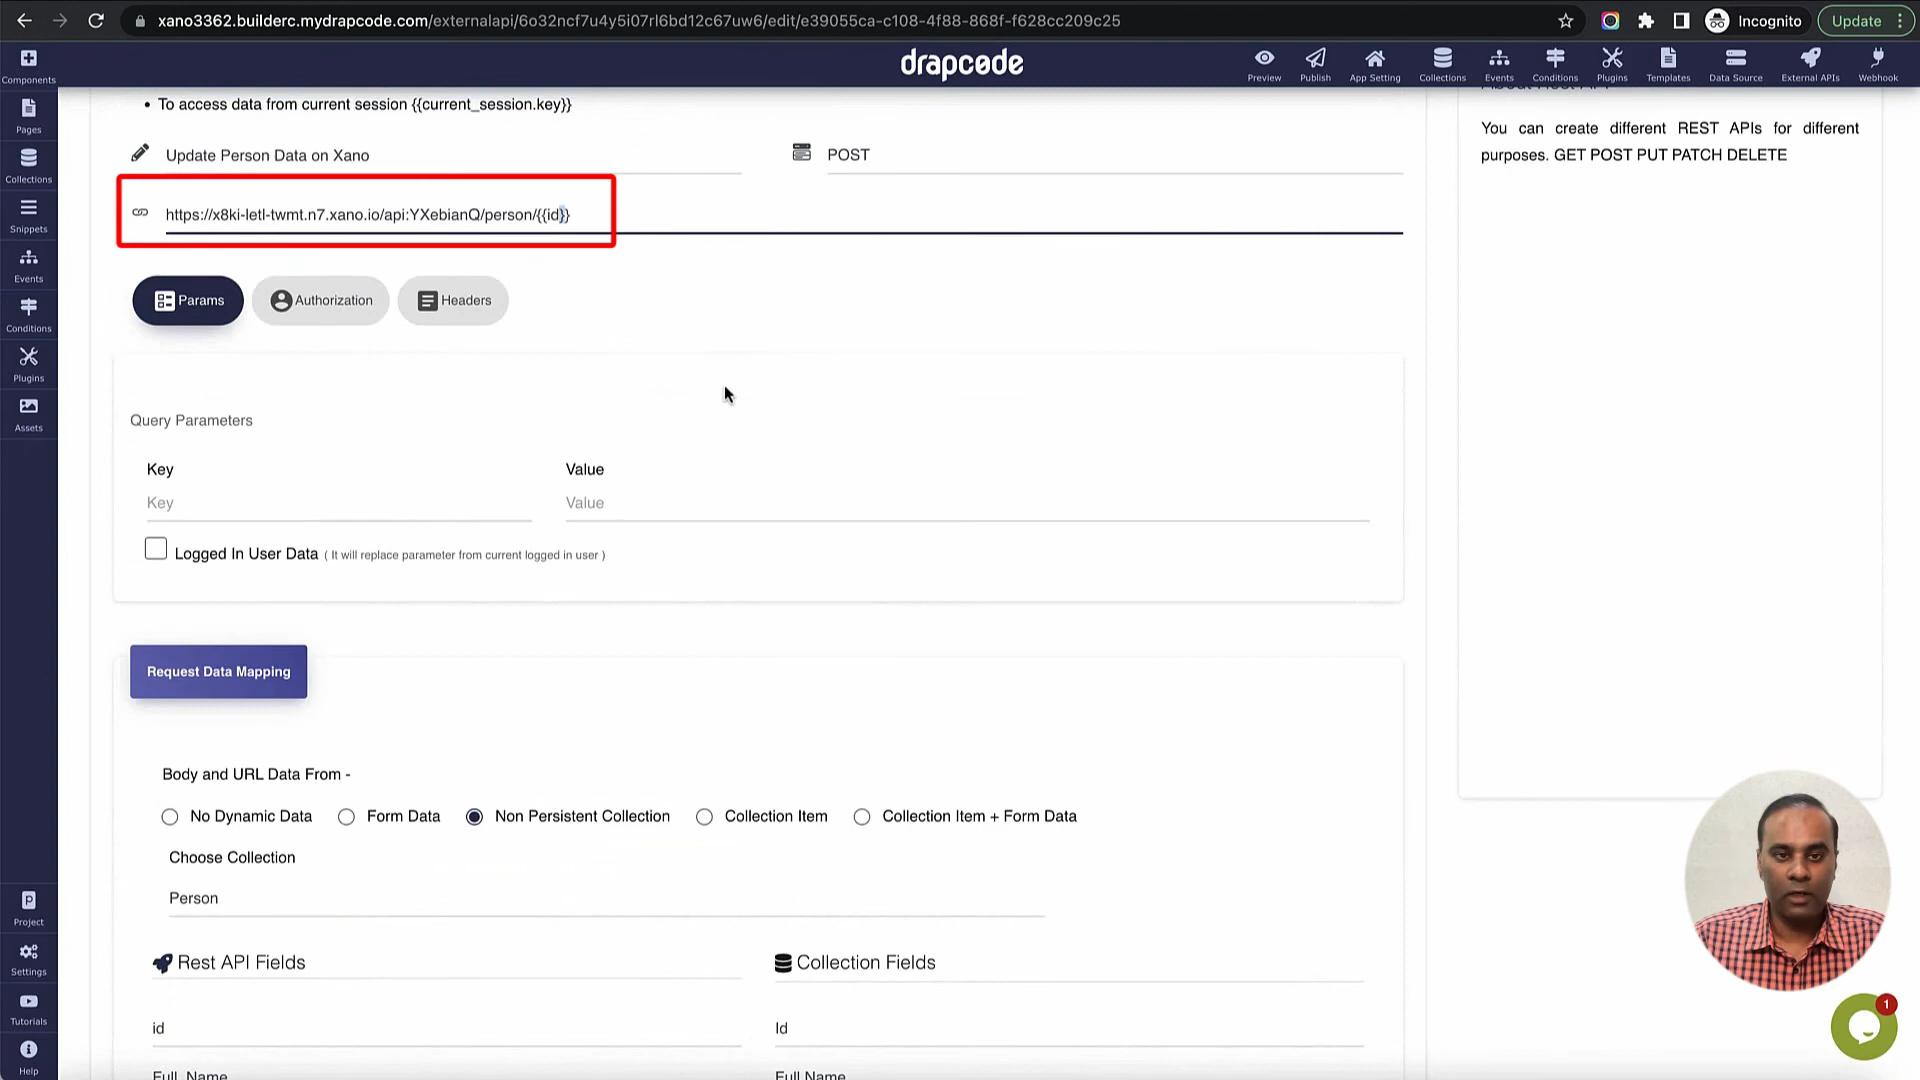 xano3362.builderc.mydrapcode.com/externalapi/6o32ncf7u4y5i07rl6bd12c67uw6/edit/e39055ca-c108-4f88-868f-f628cc209c25
Incognito
Update
Components
drapcode
Preview
Publish
App Setting
Collections
Events
Conditions
Plugins
Templates
Data Source
External APIs
Webhook
Pages
Collections
Snippets
Events
Conditions
Plugins
Assets
Project
Settings
Tutorials
Help
• To access data from current session {{current_session.key}}
Update Person Data on Xano
POST
https://x8ki-letl-twmt.n7.xano.io/api:YXebianQ/person/{{id}}
Params
Authorization
Headers
Query Parameters
Key
Value
Key
Value
Logged In User Data ( It will replace parameter from current logged in user )
Request Data Mapping
Body and URL Data From -
No Dynamic Data
Form Data
Non Persistent Collection
Collection Item
Collection Item + Form Data
Choose Collection
Person
Rest API Fields
Collection Fields
id
Id
Full_Name
Full Name
About Rest API
You can create different REST APIs for different
purposes. GET POST PUT PATCH DELETE
1